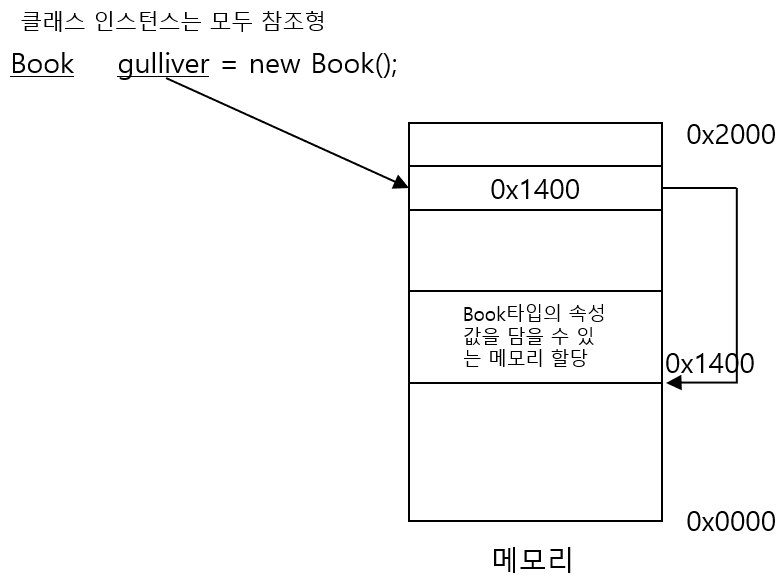 클래스 인스턴스는 모두 참조형
Book gulliver = new Book();
0x2000
0x1400
Book타입의 속성
값을 담을 수 있
는 메모리 할당
0x1400
0x0000
메모리